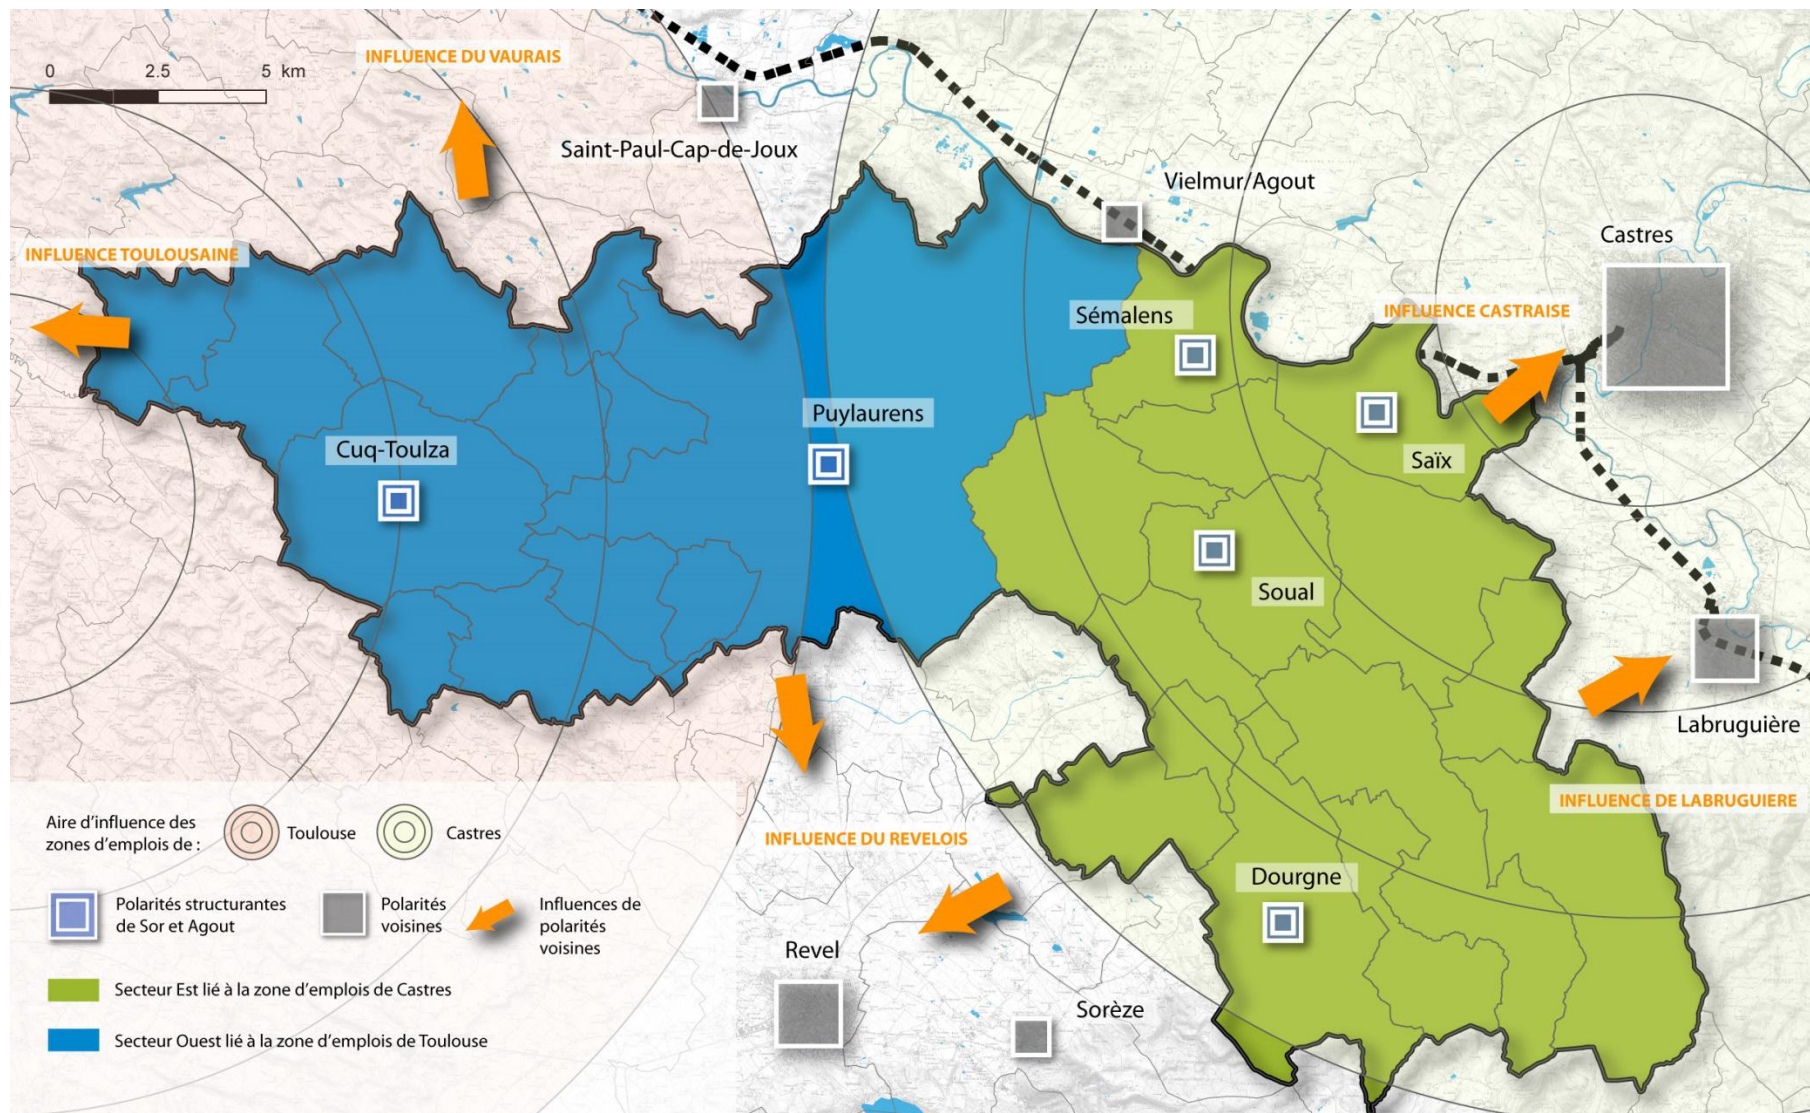 INFLUENCE DU VAURAIS
0 2.5 5 km
Saint-Paul-Cap-de-Joux
Vielmur/Agout
Castres
INFLUENCE TOULOUSAINE
Sémalens
INFLUENCE CASTRAISE
Puylaurens
Cuq-Toulza
Saïx
Soual
Labruguière
INFLUENCE DE LABRUGUIERE
INFLUENCE DU REVELOIS
Dourgne
Revel
Sorèze
Aire d'influence des
zones d'emplois de :
Toulouse
Castres
Polarités structurantes
de Sor et Agout
Polarités
voisines
Influences de
polarités
voisines
Secteur Est lié à la zone d'emplois de Castres
Secteur Ouest lié à la zone d'emplois de Toulouse